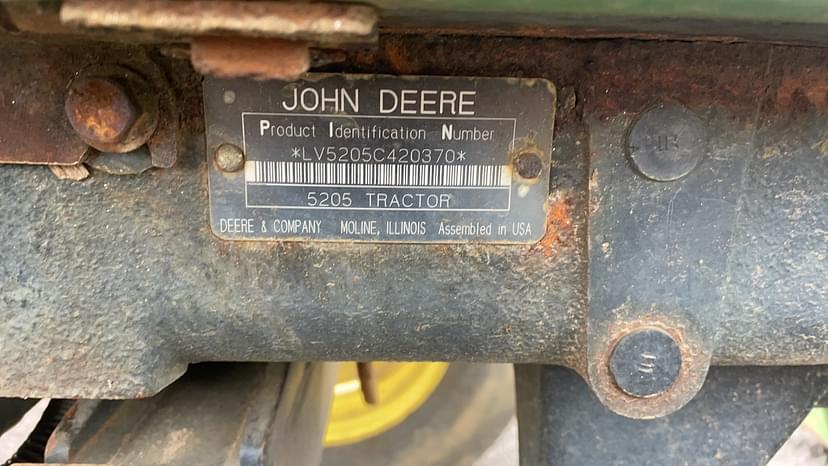 JOHN DEERE
Product Identification Number
*LV5205C420370*
5205 TRACTOR
DEERE & COMPANY MOLINE, ILLINOIS Assembled in USA